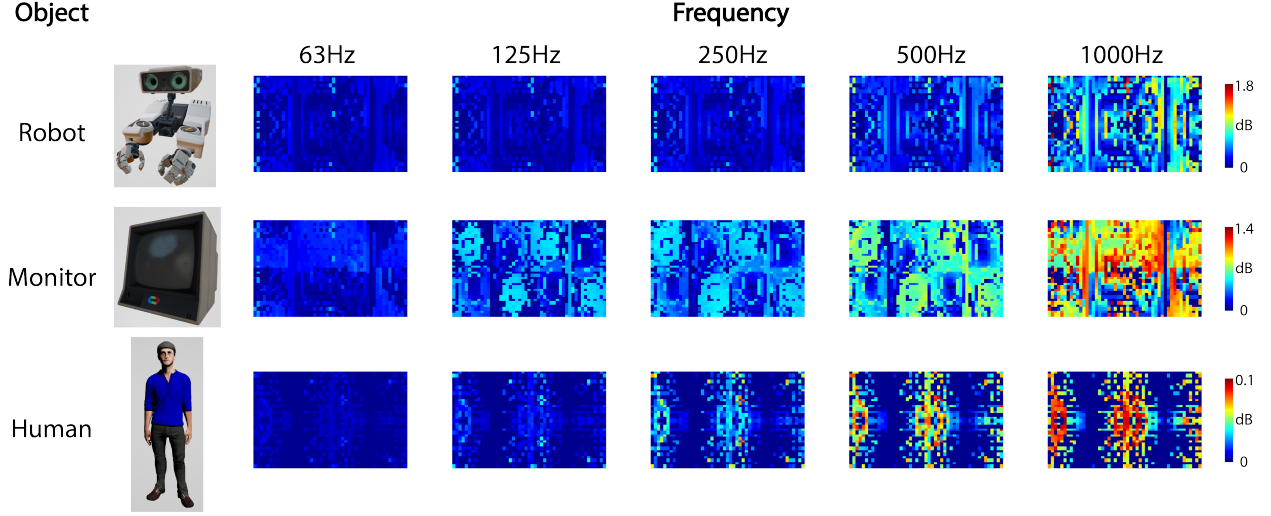 Object
Frequency
63Hz
125Hz
250Hz
500Hz
1000Hz
Robot
1.8
dB
0
Monitor
1.4
dB
0
Human
0.1
dB
0